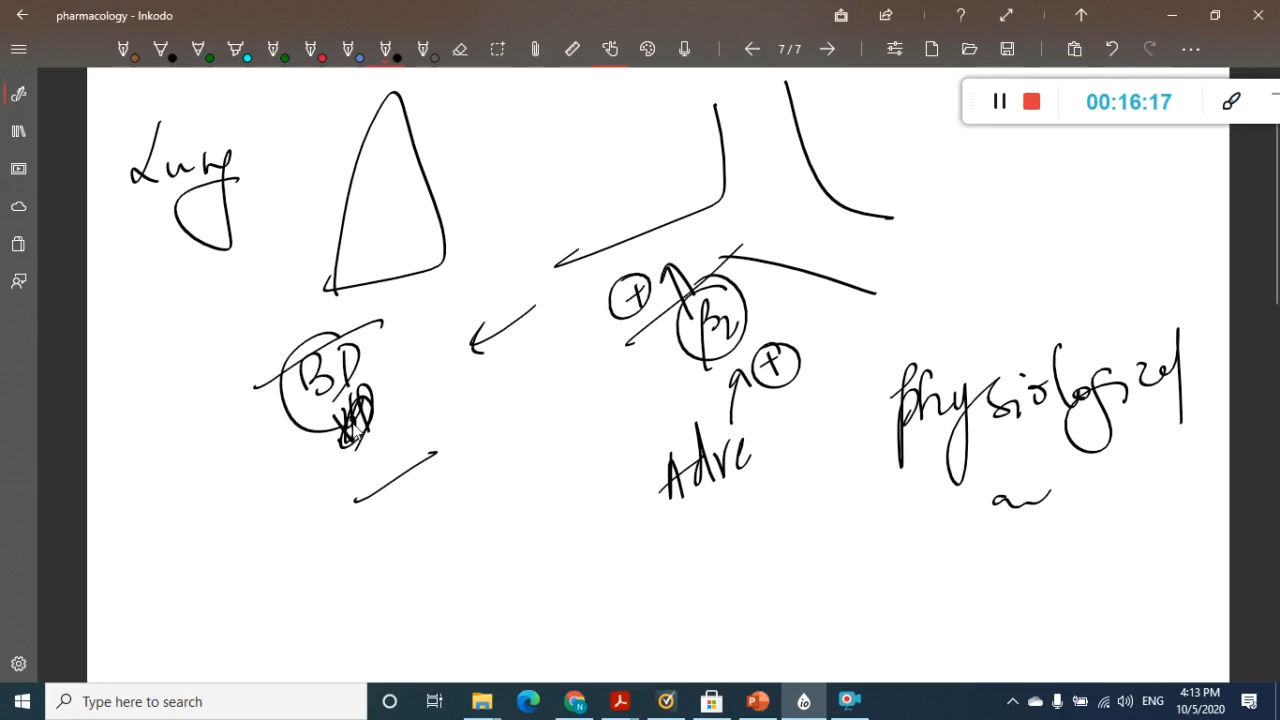 pharmacology - Inkodo
7/7
00:16:17
Lung
+
β2
+
BD
physiological
Adre
an
Type here to search
ENG
4:13 PM
10/5/2020